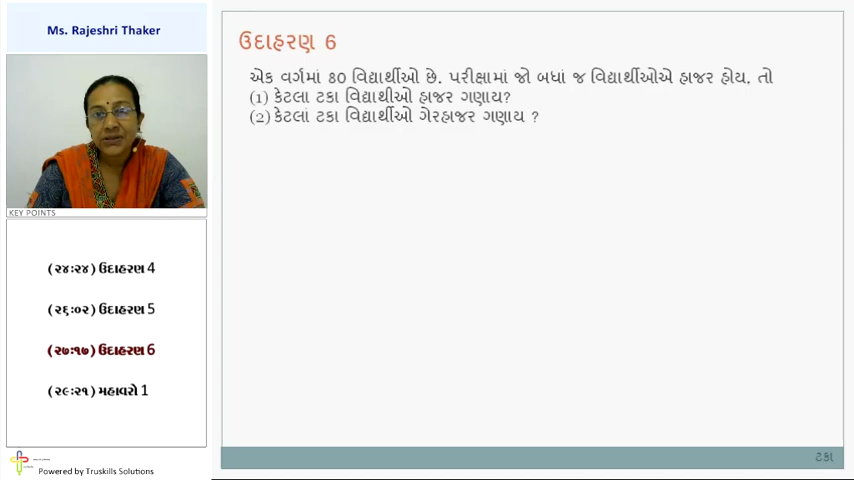 Ms. Rajeshri Thaker
KEY POINTS
(૨૪:૨૪) ઉદાહરણ 4
(૨૬:૦૨) ઉદાહરણ 5
(૨૭:૧૭) ઉદાહરણ 6
(૨૯:૨૧) મહાવરો 1
Powered by Truskills Solutions
ઉદાહરણ 6
એક વર્ગમાં 80 વિદ્યાર્થીઓ છે. પરીક્ષામાં જો બધાં જ વિદ્યાર્થીઓએ હાજર હોય, તો
(1) કેટલા ટકા વિદ્યાથીઓ હાજર ગણાય?
(2) કેટલાં ટકા વિદ્યાર્થીઓ ગેરહાજર ગણાય ?
ટકા